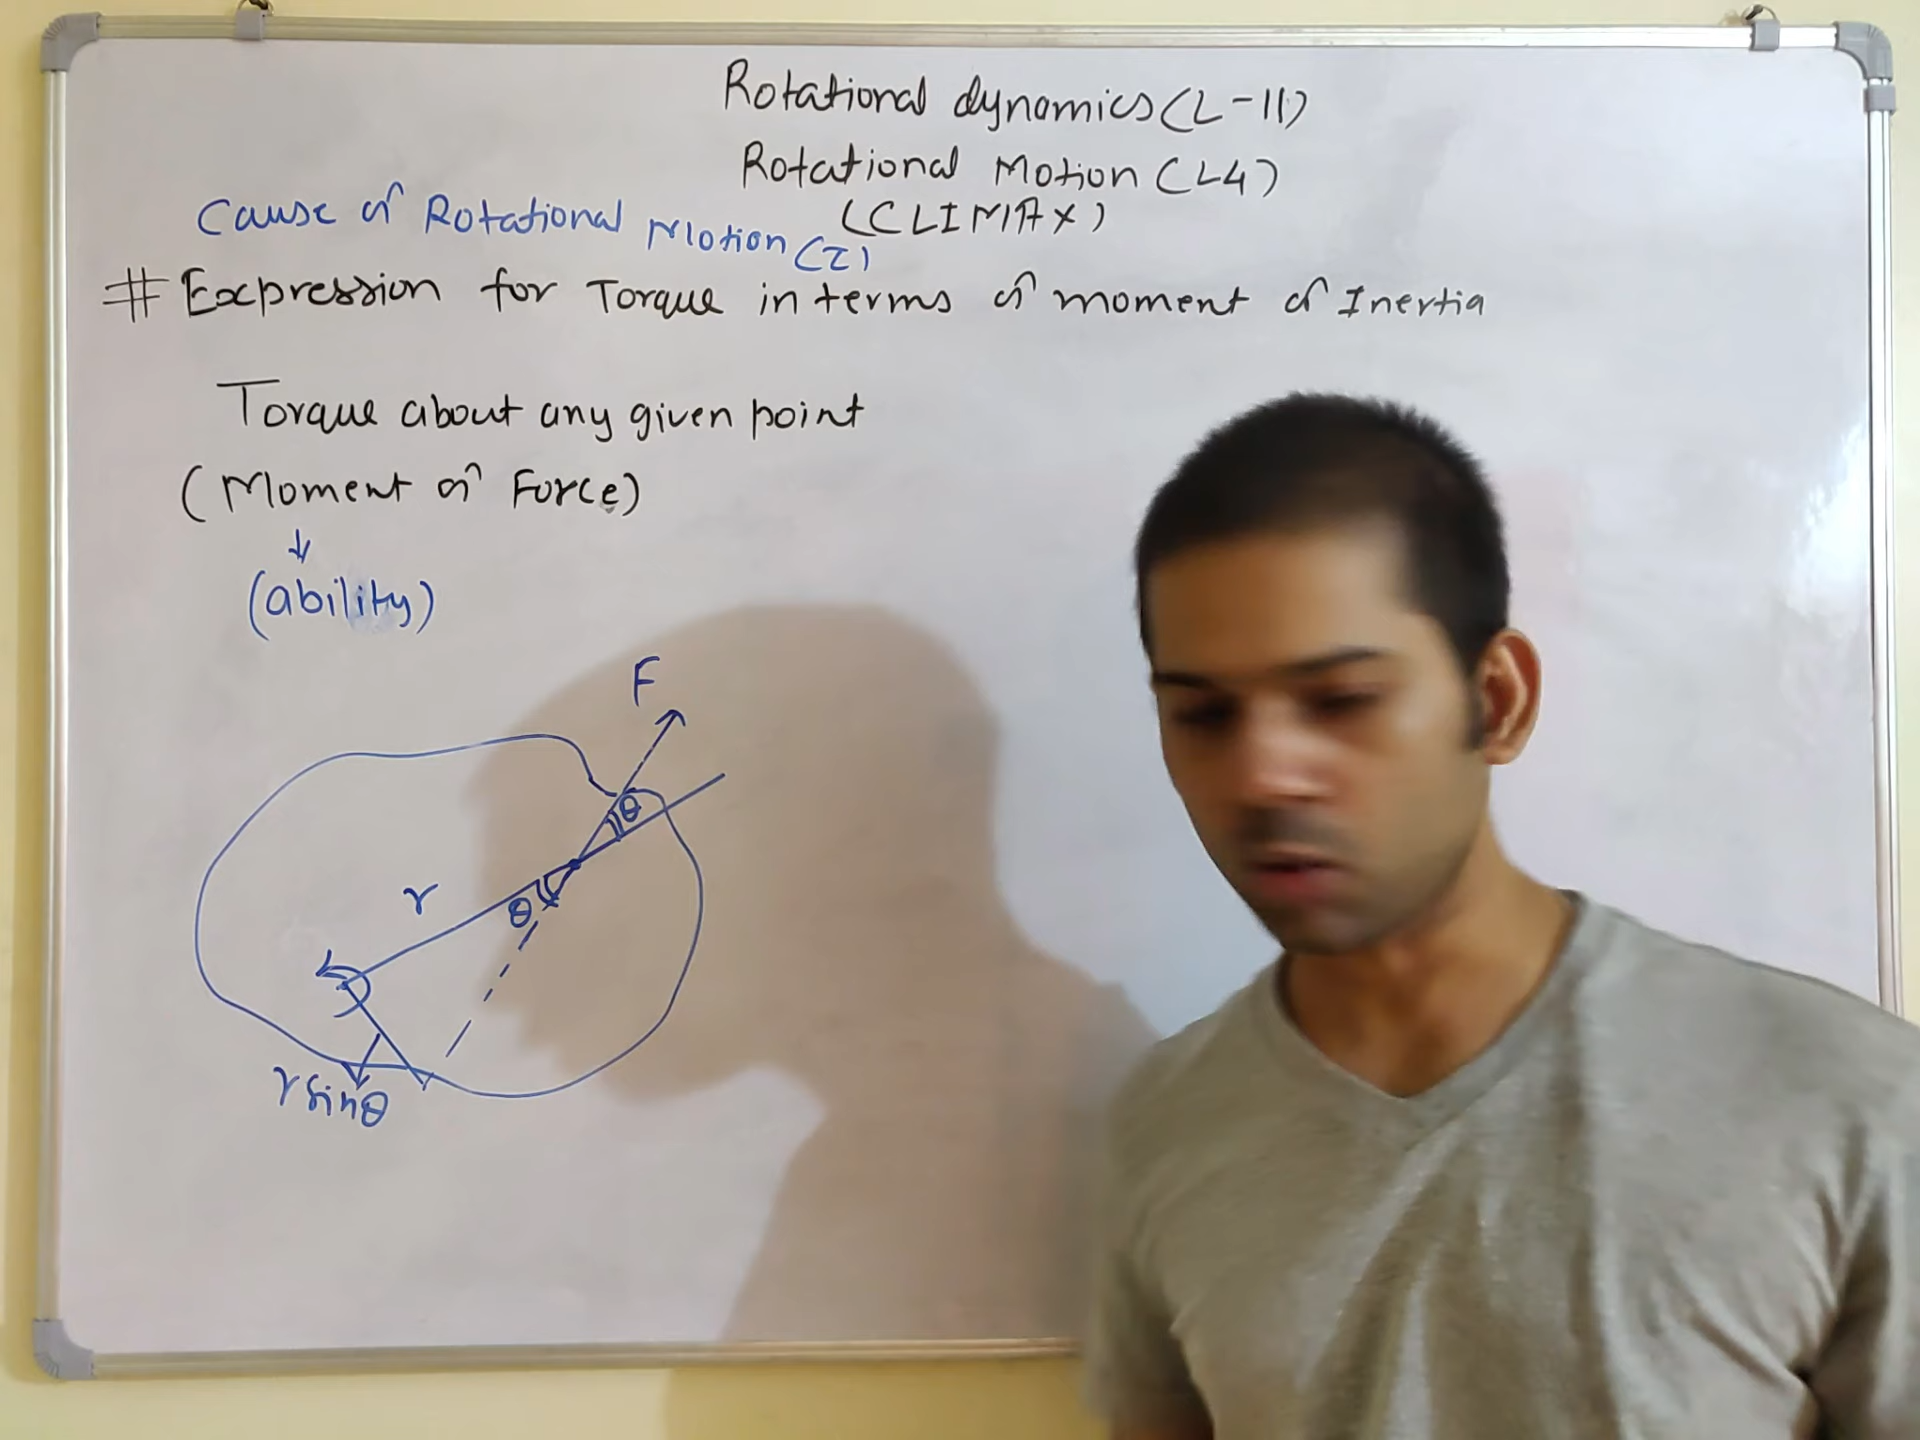 Rotational dynamics (L-11)
Rotational Motion (L4)
(CLIMAX)
Cause of Rotational Motion (τ)
# Expression for Torque in terms of moment of Inertia
Torque about any given point
(Moment of Force)
↓
(ability)
F
θ
r
θ
r sinθ